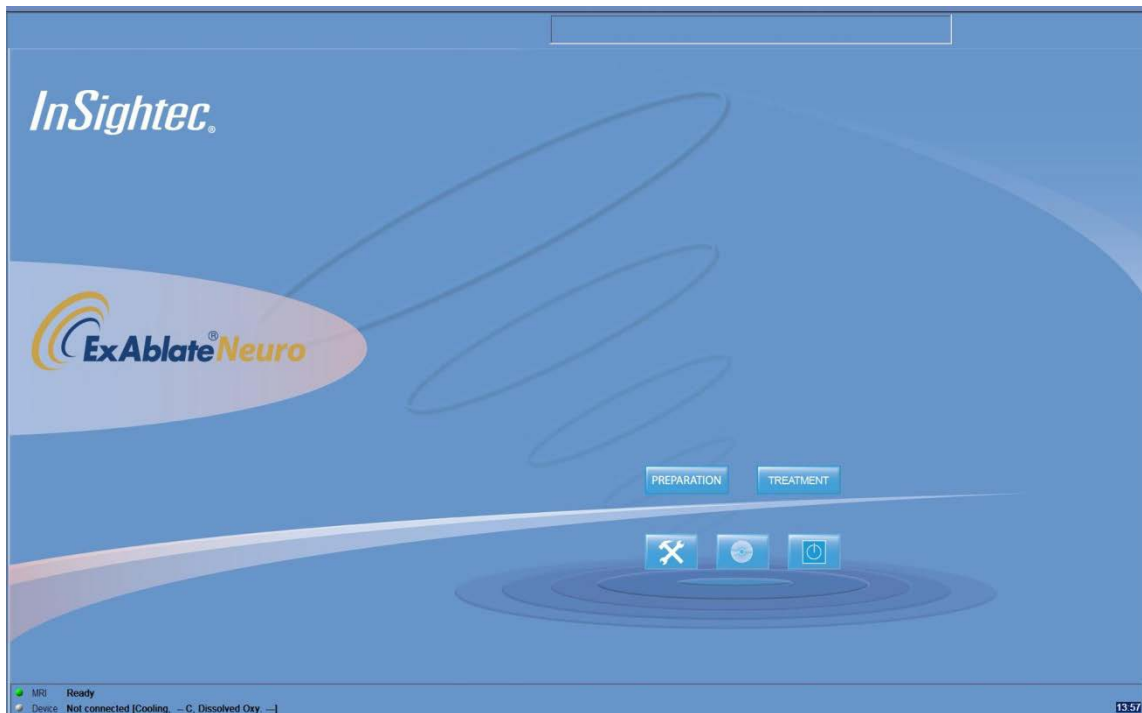 InSightec®
ExAblate®Neuro
PREPARATION TREATMENT
MRI Ready
Device Not connected [Cooling, -- C, Dissolved Oxy. ---]
13:57